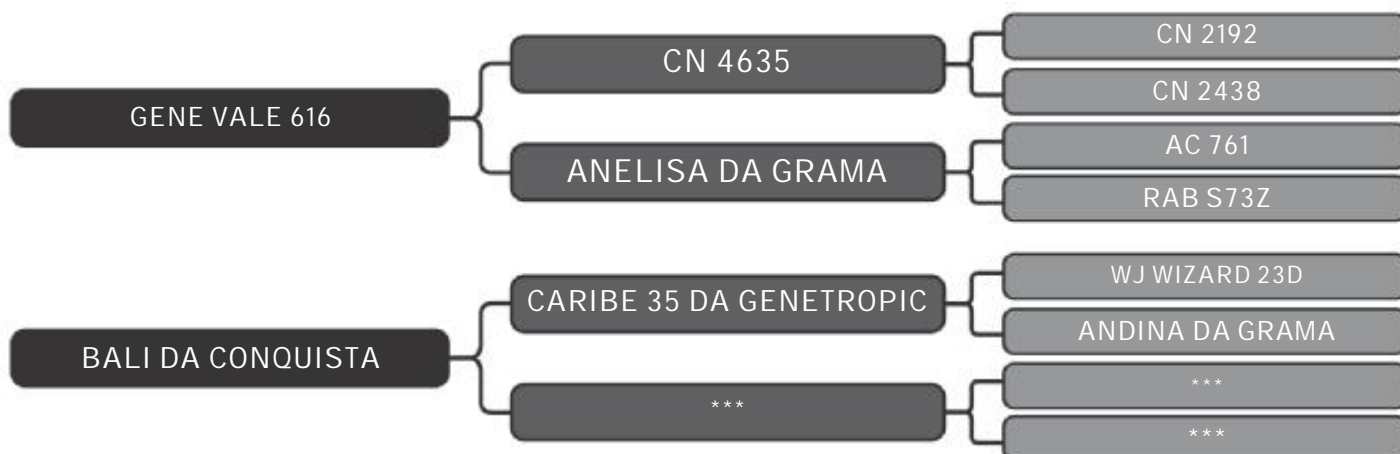 GENE VALE 616
CN 4635
CN 2192
CN 2438
ANELISA DA GRAMA
AC 761
RAB S73Z
BALI DA CONQUISTA
CARIBE 35 DA GENETROPIC
WJ WIZARD 23D
ANDINA DA GRAMA
***
***
***